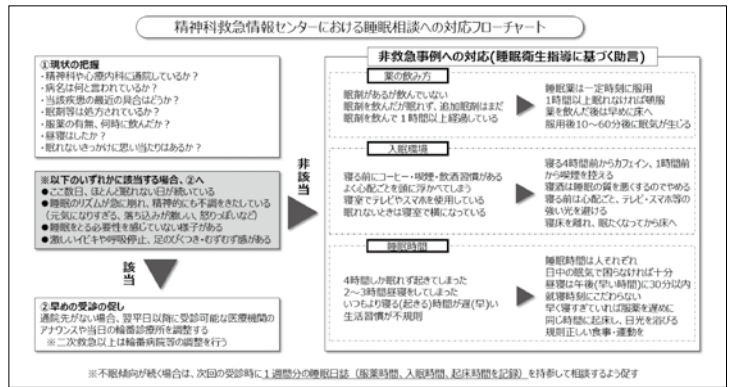 精神科救急情報センターにおける睡眠相談への対応フローチャート
①現状の把握
・精神科や心療内科に通院しているか？
・病名は何と言われているか？
・当該疾患の最近の具合はどうか？
・眠剤等は処方されているか？
・服薬の有無、何時に飲んだか？
・昼寝はしたか？
・眠れないきっかけに思い当たりはあるか？
※以下のいずれかに該当する場合、②へ
●ここ数日、ほとんど眠れない日が続いている
●睡眠のリズムが急に崩れ、精神的にも不調をきたしている
（元気になりすぎる、落ち込みが激しい、怒りっぽいなど）
●睡眠をとる必要性を感じていない様子がある
●激しいイビキや呼吸停止、足のびくつき・むずむず感がある
該当
②早めの受診の促し
通院先がない場合、翌平日以降に受診可能な医療機関の
アナウンスや当日の輪番診療所を調整する
※二次救急以上は輪番病院等の調整を行う
非該当
非救急事例への対応(睡眠衛生指導に基づく助言)
薬の飲み方
眠剤があるが飲んでいない
眠剤を飲んだが眠れず、追加眠剤はまだ
眠剤を飲んで１時間以上経過している
睡眠薬は一定時刻に服用
1時間以上眠れなければ頓服
薬を飲んだ後は早めに床へ
服用後10～60分後に眠気が生じる
入眠環境
寝る前にコーヒー・喫煙・飲酒習慣がある
よく心配ごとを頭に浮かべてしまう
寝室でテレビやスマホを使用している
眠れないときは寝室で横になっている
寝る4時間前からカフェイン、1時間前
から喫煙を控える
寝酒は睡眠の質を悪くするのでやめる
寝る前は心配ごと、テレビ・スマホ等の
強い光を避ける
寝床を離れ、眠たくなってから床へ
睡眠時間
4時間しか眠れず起きてしまった
2～3時間昼寝をしてしまった
いつもより寝る(起きる)時間が遅(早)い
生活習慣が不規則
睡眠時間は人それぞれ
日中の眠気で困らなければ十分
昼寝は午後(早い時間)に30分以内
就寝時刻にこだわらない
早く寝すぎていれば服薬を遅めに
同じ時間に起床し、日光を浴びる
規則正しい食事・運動を
※不眠傾向が続く場合は、次回の受診時に１週間分の睡眠日誌（服薬時間、入眠時間、起床時間を記録）を持参して相談するよう促す